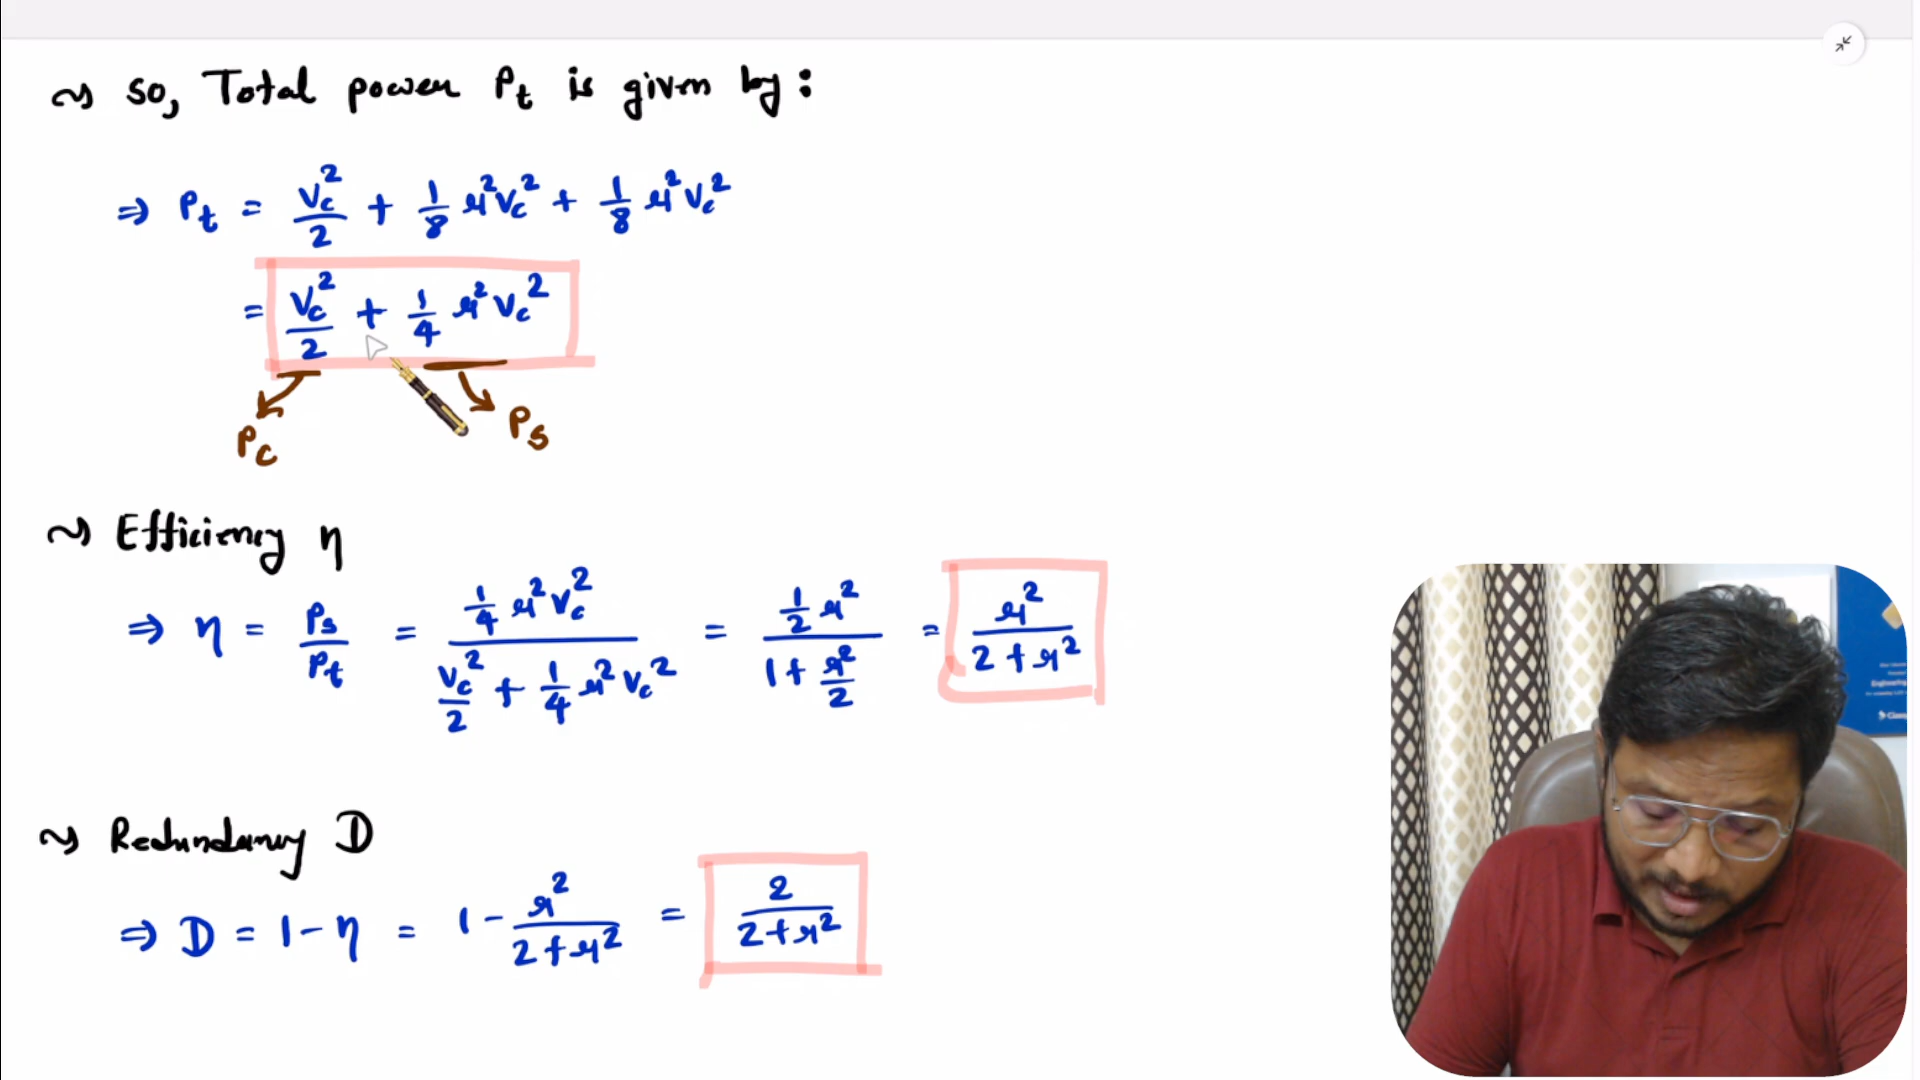 ~> so, Total power Pt is given by:
⇒ Pt = Vc²/2 + 1/8 μ²Vc² + 1/8 μ²Vc²
= Vc²/2 + 1/4 μ²Vc²
Pc
Ps
~> Efficiency η
⇒ η = Ps/Pt = (1/4 μ²Vc²)/(Vc²/2 + 1/4 μ²Vc²) = (1/2 μ²)/(1 + μ²/2) = μ²/(2 + μ²)
~> Redundancy D
⇒ D = 1 - η = 1 - μ²/(2 + μ²) = 2/(2 + μ²)
Engineering